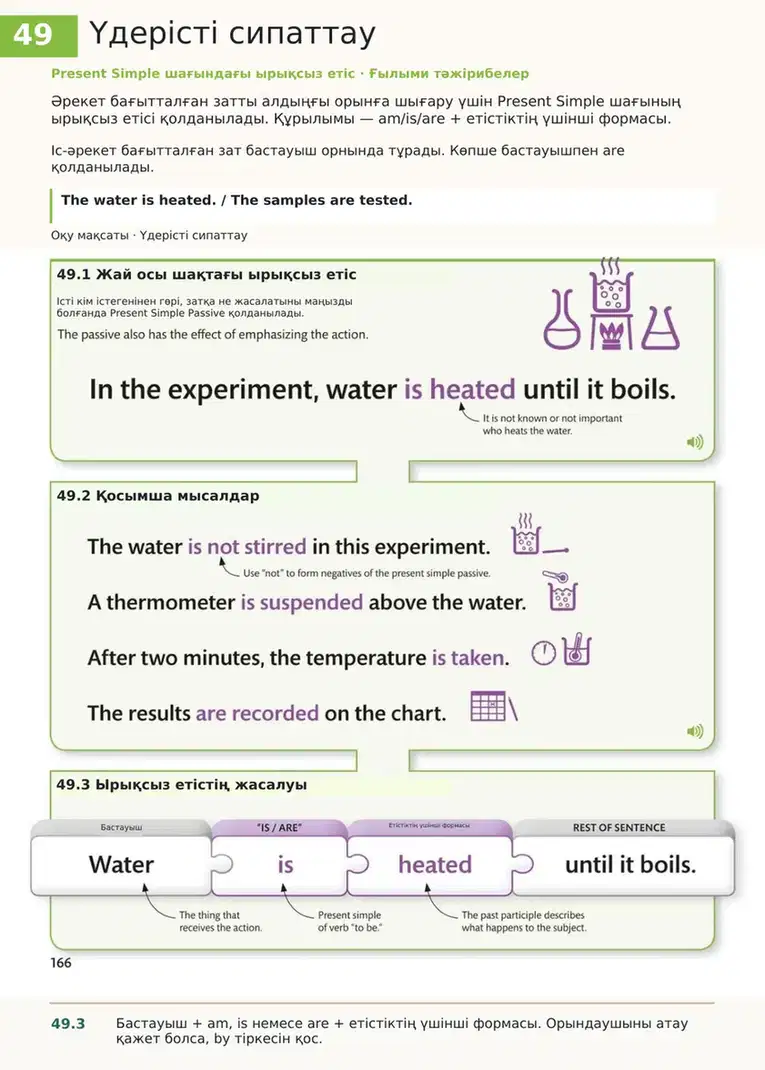 49 Үдерісті сипаттау
Present Simple шағындағы ырықсыз етіс · Ғылыми тәжірибелер
Әрекет бағытталған затты алдыңғы орынға шығару үшін Present Simple шағының
ырықсыз етісі қолданылады. Құрылымы — am/is/are + етістіктің үшінші формасы.
Іс-әрекет бағытталған зат бастауыш орнында тұрады. Көпше бастауышпен are
қолданылады.
The water is heated. / The samples are tested.
Оқу мақсаты · Үдерісті сипаттау
49.1 Жай осы шақтағы ырықсыз етіс
Істі кім істегенінен гөрі, затқа не жасалатыны маңызды
болғанда Present Simple Passive қолданылады.
The passive also has the effect of emphasizing the action.
In the experiment, water is heated until it boils.
It is not known or not important
who heats the water.
49.2 Қосымша мысалдар
The water is not stirred in this experiment.
Use "not" to form negatives of the present simple passive.
A thermometer is suspended above the water.
After two minutes, the temperature is taken.
The results are recorded on the chart.
49.3 Ырықсыз етістің жасалуы
Бастауыш "IS / ARE" Етістіктің үшінші формасы REST OF SENTENCE
Water is heated until it boils.
The thing that
receives the action.
Present simple
of verb "to be."
The past participle describes
what happens to the subject.
166
49.3 Бастауыш + am, is немесе are + етістіктің үшінші формасы. Орындаушыны атау
қажет болса, by тіркесін қос.